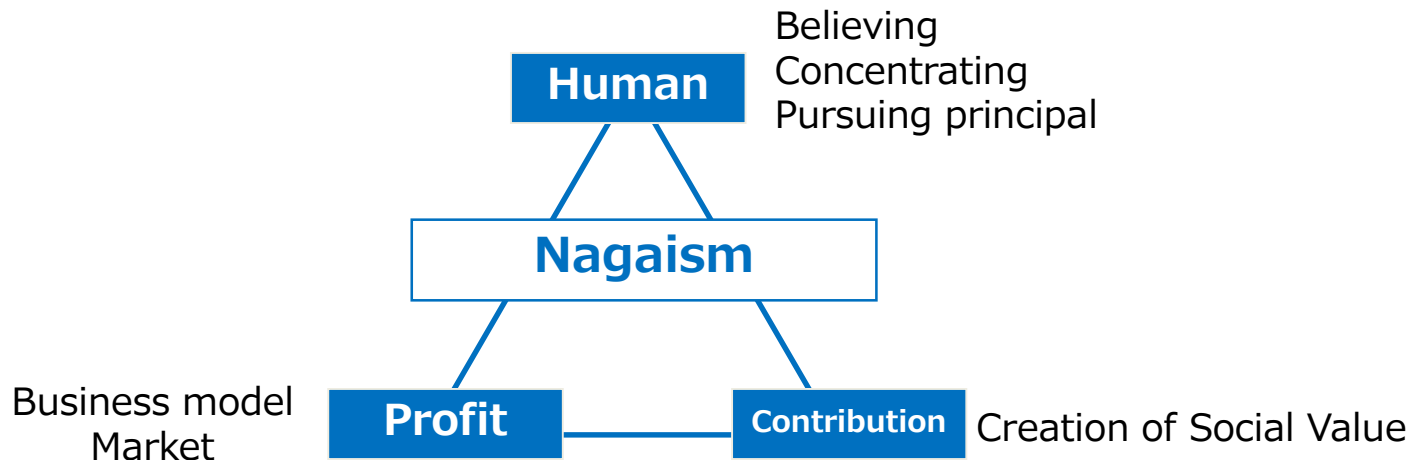 Believing
Concentrating
Pursuing principal
Human
Nagaism
Business model
Market
Profit
Contribution
Creation of Social Value